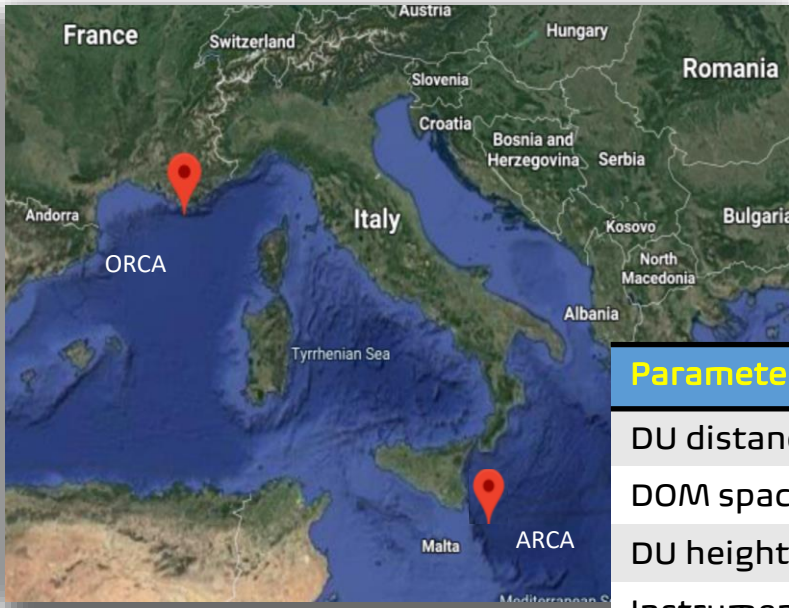 Austria
France
Switzerland
Hungary
Romania
Slovenia
Croatia
Bosnia and
Herzegovina
Serbia
Andorra
Italy
Kosovo
Bulgaria
ORCA
North
Macedonia
Albania
Tyrrhenian Sea
Paramete
DU distan
DOM spac
DU height
Malta
ARCA
Mediterranean S